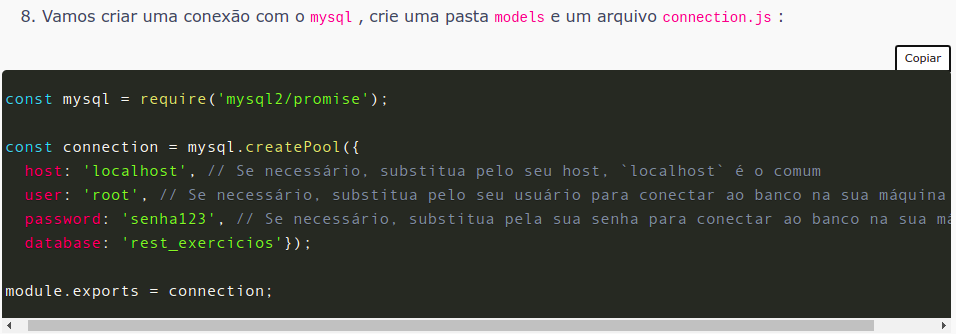 8. Vamos criar uma conexão com o mysql , crie uma pasta models e um arquivo connection.js :
Copiar
const mysql = require('mysql2/promise');
const connection = mysql.createPool({
  host: 'localhost', // Se necessário, substitua pelo seu host, `localhost` é o comum
  user: 'root', // Se necessário, substitua pelo seu usuário para conectar ao banco na sua máquina
  password: 'senha123', // Se necessário, substitua pela sua senha para conectar ao banco na sua
  database: 'rest_exercicios'});
module.exports = connection;